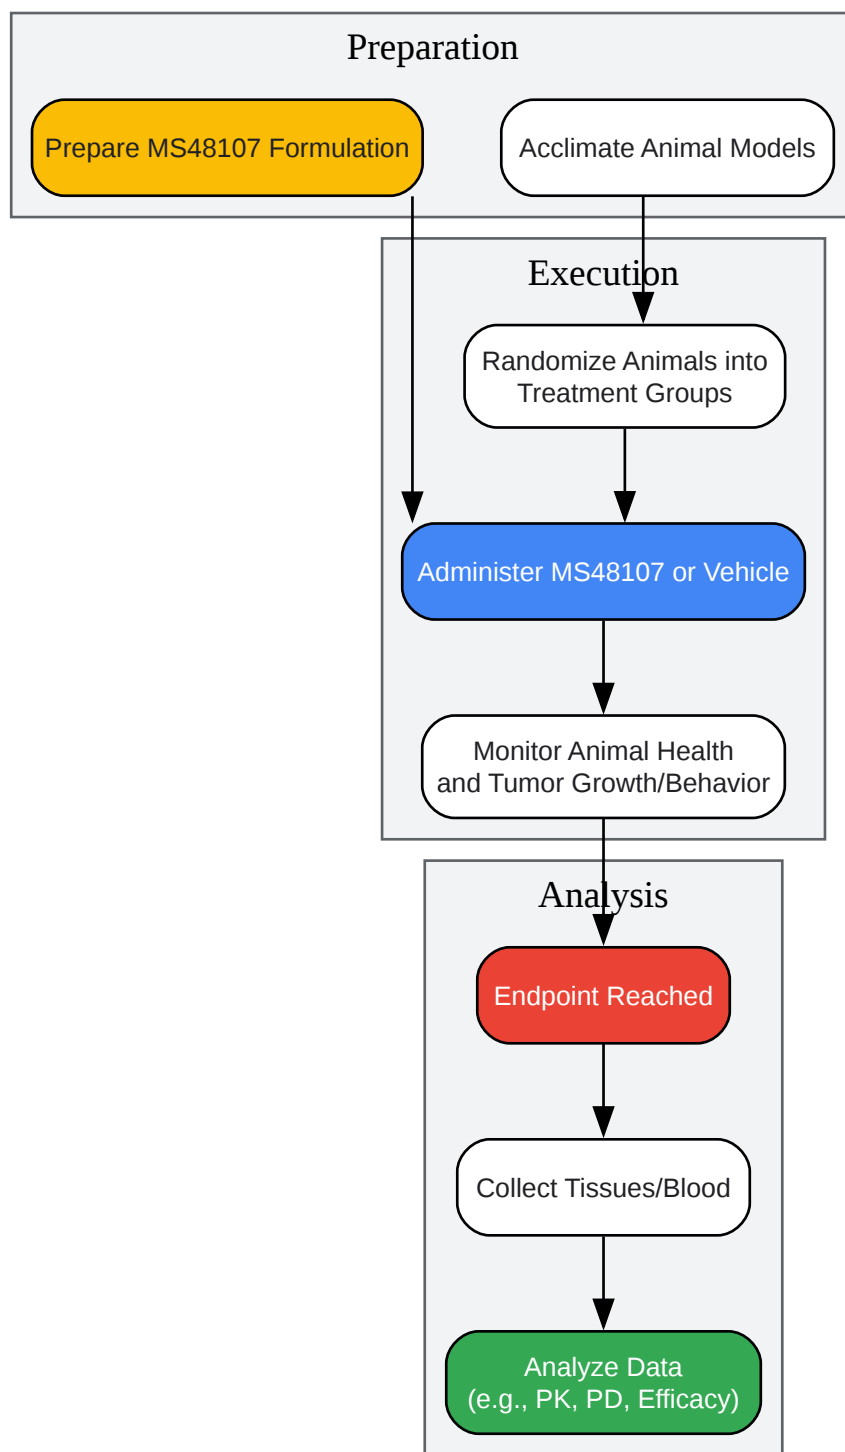 Preparation
Prepare MS48107 Formulation
Acclimate Animal Models
Execution
Randomize Animals into
Treatment Groups
Administer MS48107 or Vehicle
Monitor Animal Health
and Tumor Growth/Behavior
Analysis
Endpoint Reached
Collect Tissues/Blood
Analyze Data
(e.g., PK, PD, Efficacy)